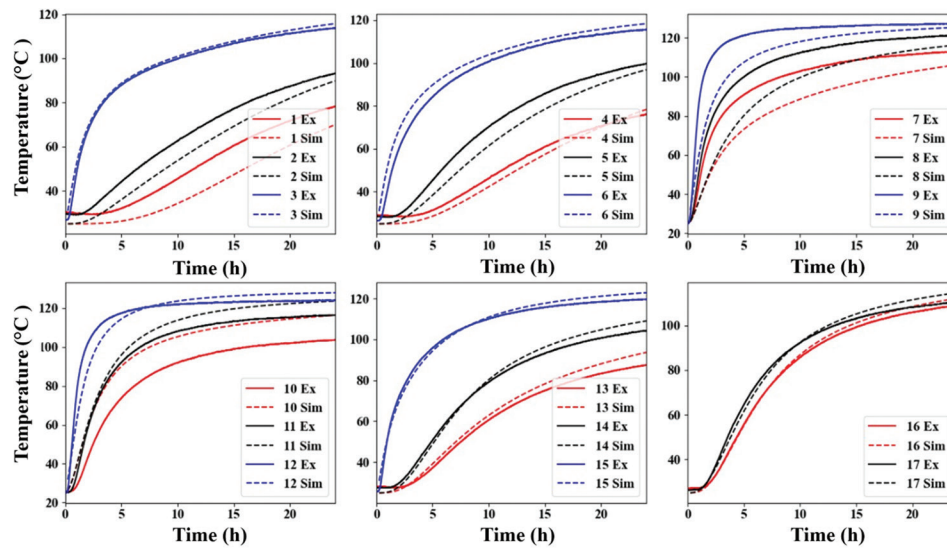 Temperature (°C)
120
100
80
60
40
1 Ex
1 Sim
2 Ex
2 Sim
3 Ex
3 Sim
0 5 10 15 20
Time (h)
120
100
80
60
40
4 Ex
4 Sim
5 Ex
5 Sim
6 Ex
6 Sim
0 5 10 15 20
Time (h)
120
100
80
60
40
20
7 Ex
7 Sim
8 Ex
8 Sim
9 Ex
9 Sim
0 5 10 15 20
Time (h)
Temperature (°C)
120
100
80
60
40
20
10 Ex
10 Sim
11 Ex
11 Sim
12 Ex
12 Sim
0 5 10 15 20
Time (h)
120
100
80
60
40
13 Ex
13 Sim
14 Ex
14 Sim
15 Ex
15 Sim
0 5 10 15 20
Time (h)
100
80
60
40
16 Ex
16 Sim
17 Ex
17 Sim
0 5 10 15 20
Time (h)